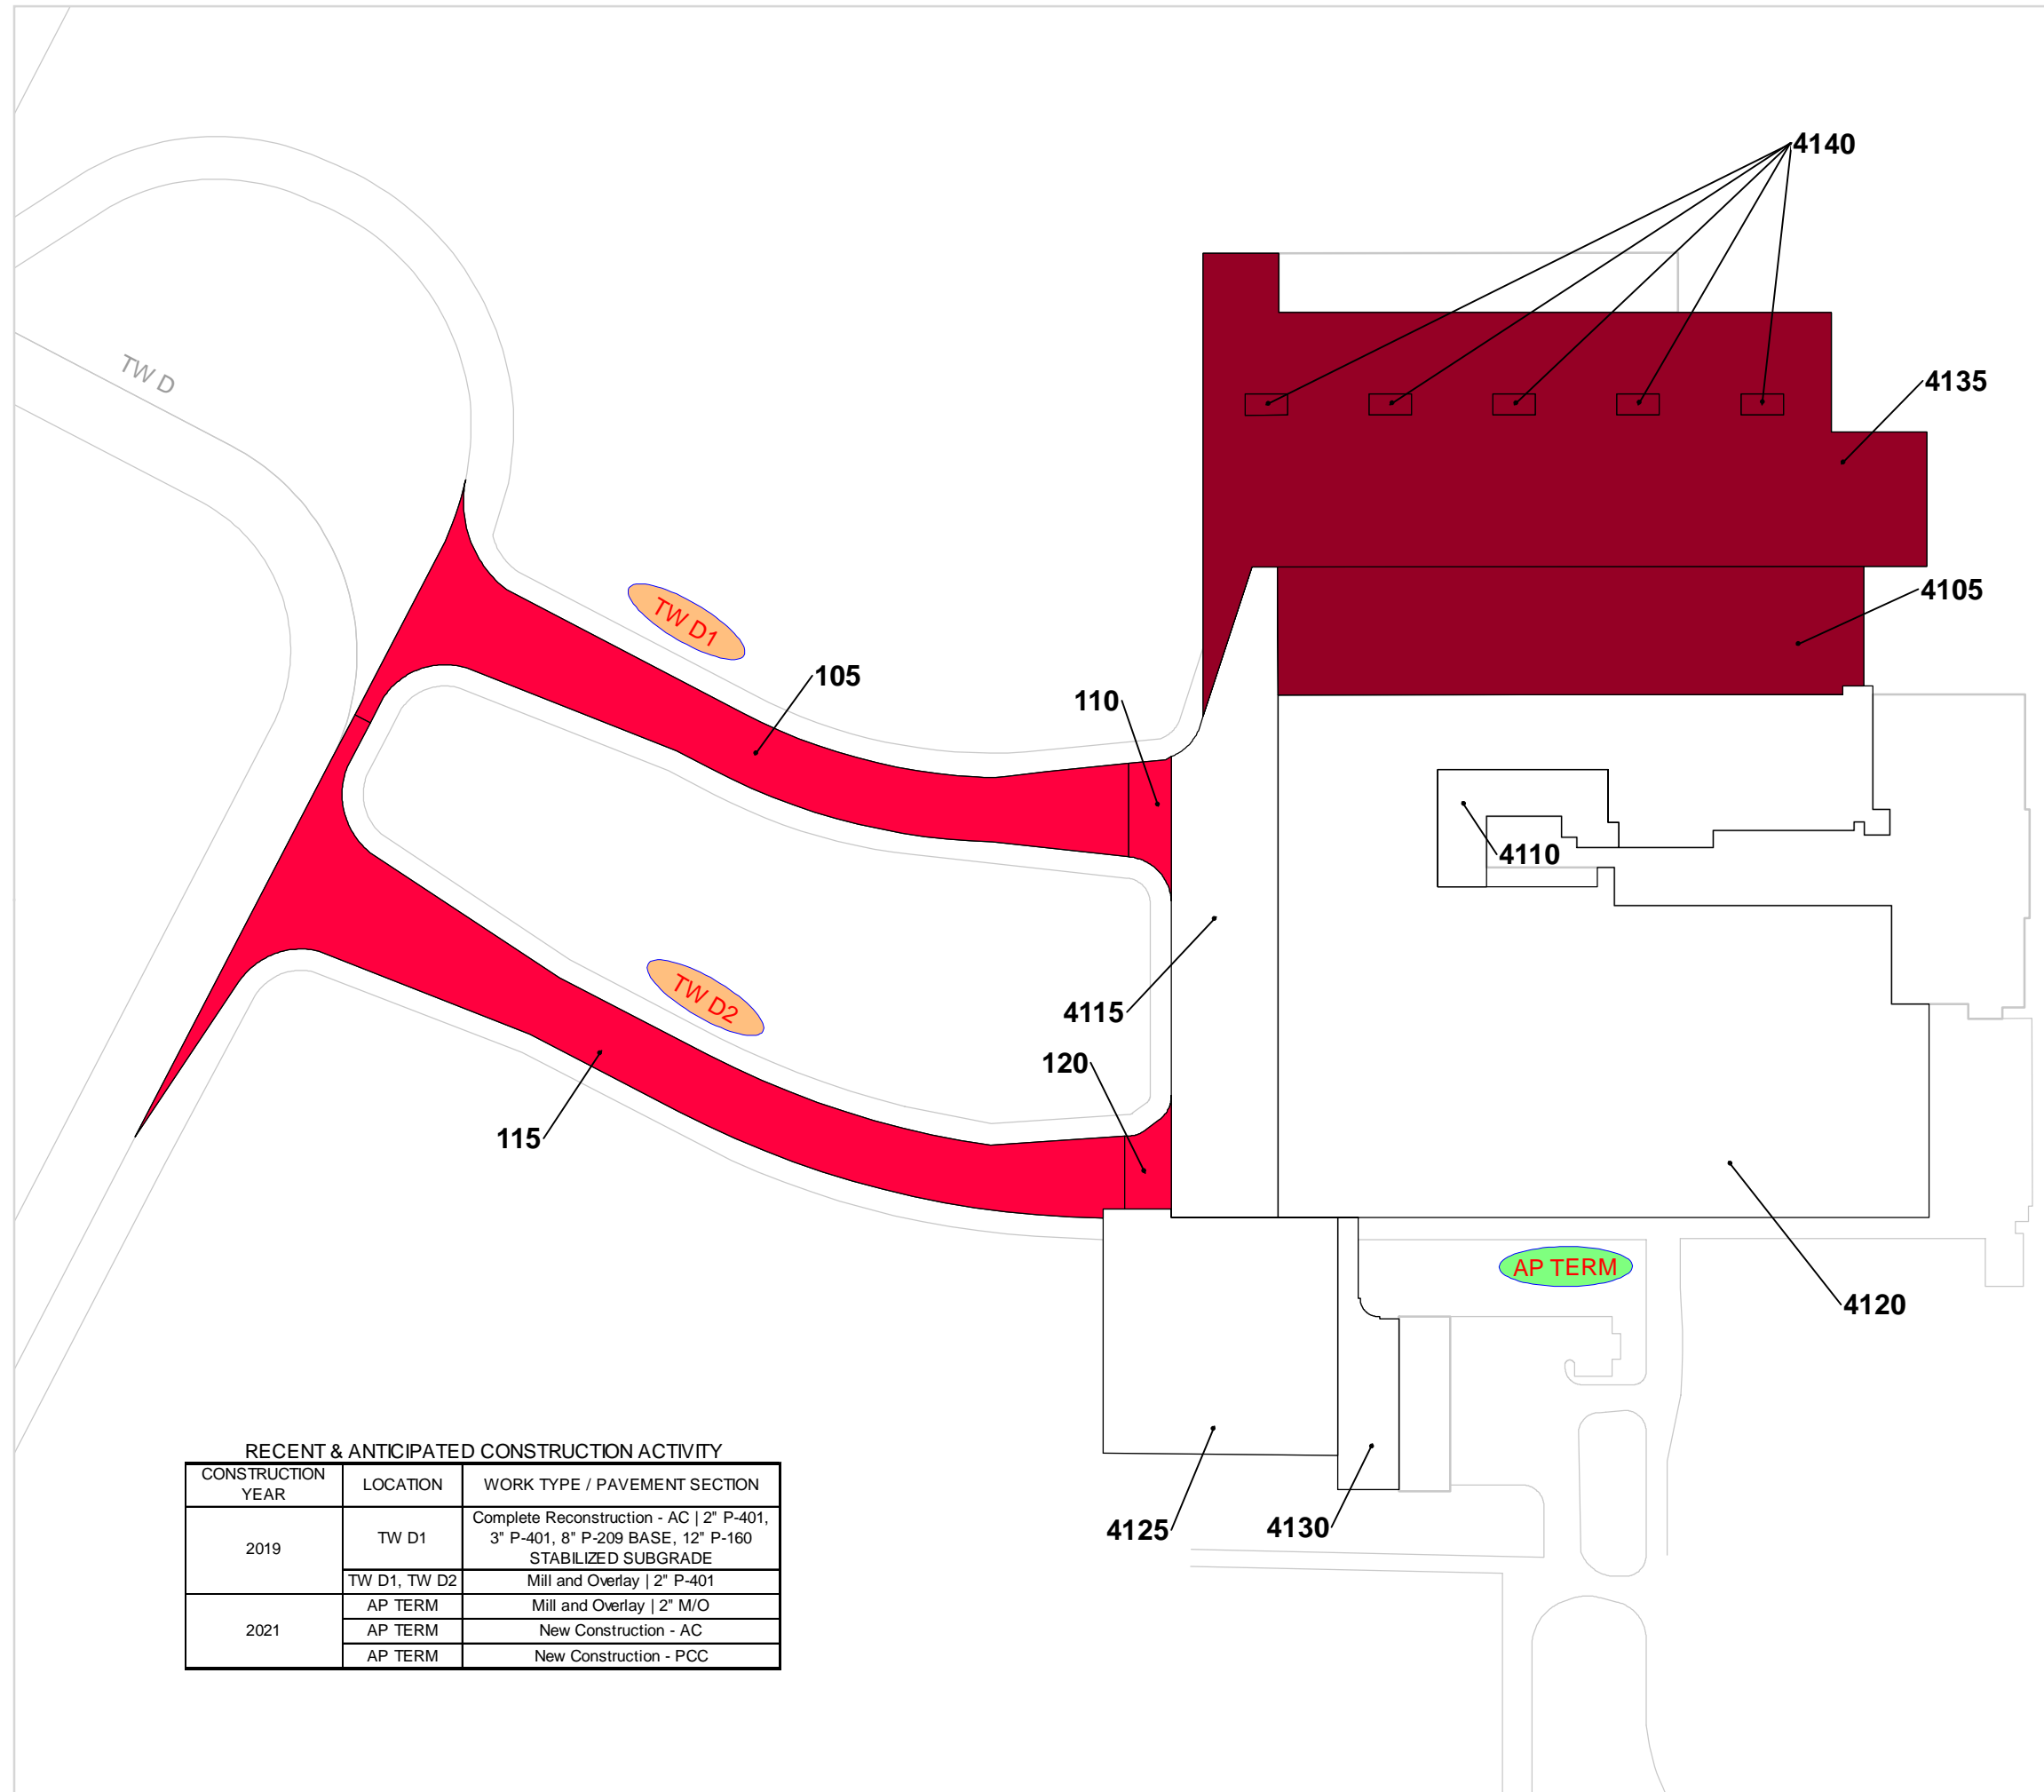 4140
TW D
4135
4105
TW D1
105
110
4110
TW D2
4115
120
115
AP TERM
4120
4125
4130
RECENT & ANTICIPATED CONSTRUCTION ACTIVITY
CONSTRUCTION YEAR
LOCATION
WORK TYPE / PAVEMENT SECTION
2019
TW D1
Complete Reconstruction - AC | 2" P-401,
3" P-401, 8" P-209 BASE, 12" P-160
STABILIZED SUBGRADE
TW D1, TW D2
Mill and Overlay | 2" P-401
2021
AP TERM
Mill and Overlay | 2" M/O
AP TERM
New Construction - AC
AP TERM
New Construction - PCC